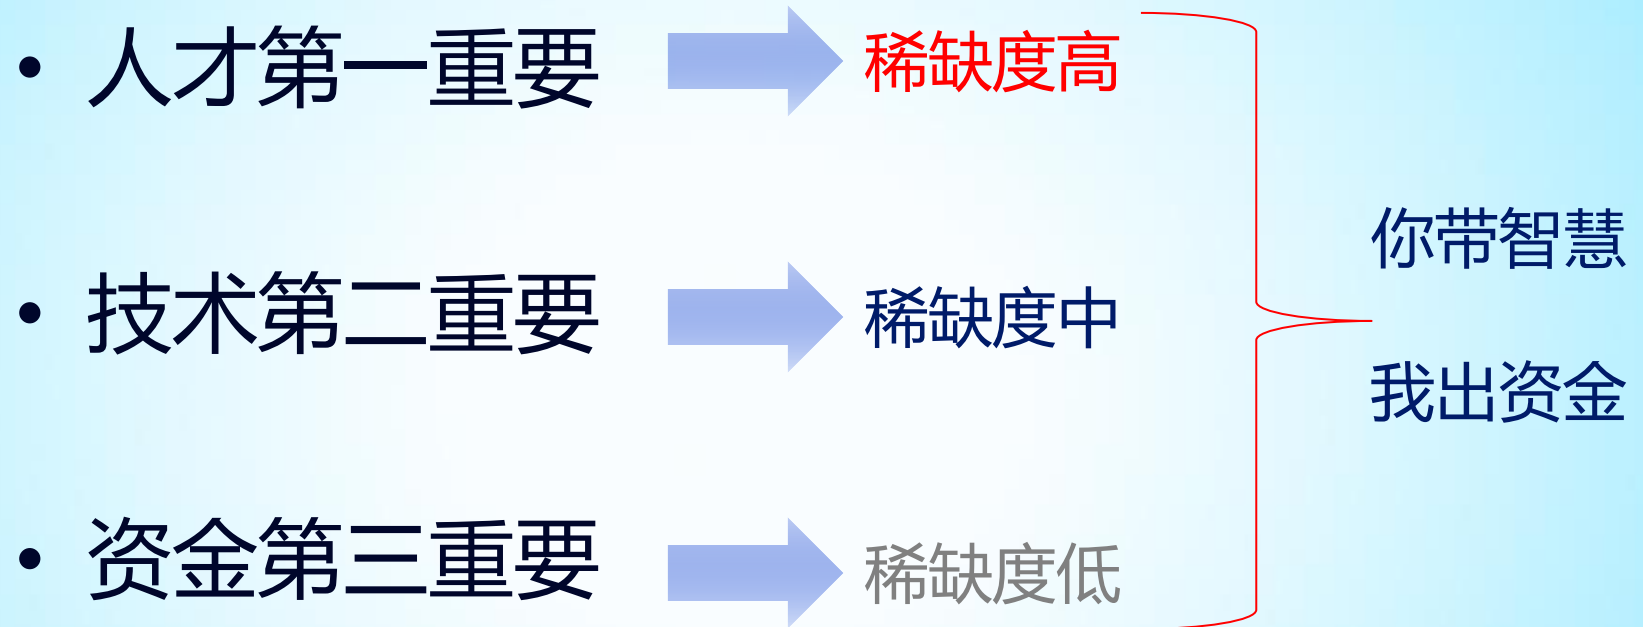 • 人才第一重要
稀缺度高
• 技术第二重要
稀缺度中
• 资金第三重要
稀缺度低
你带智慧
我出资金